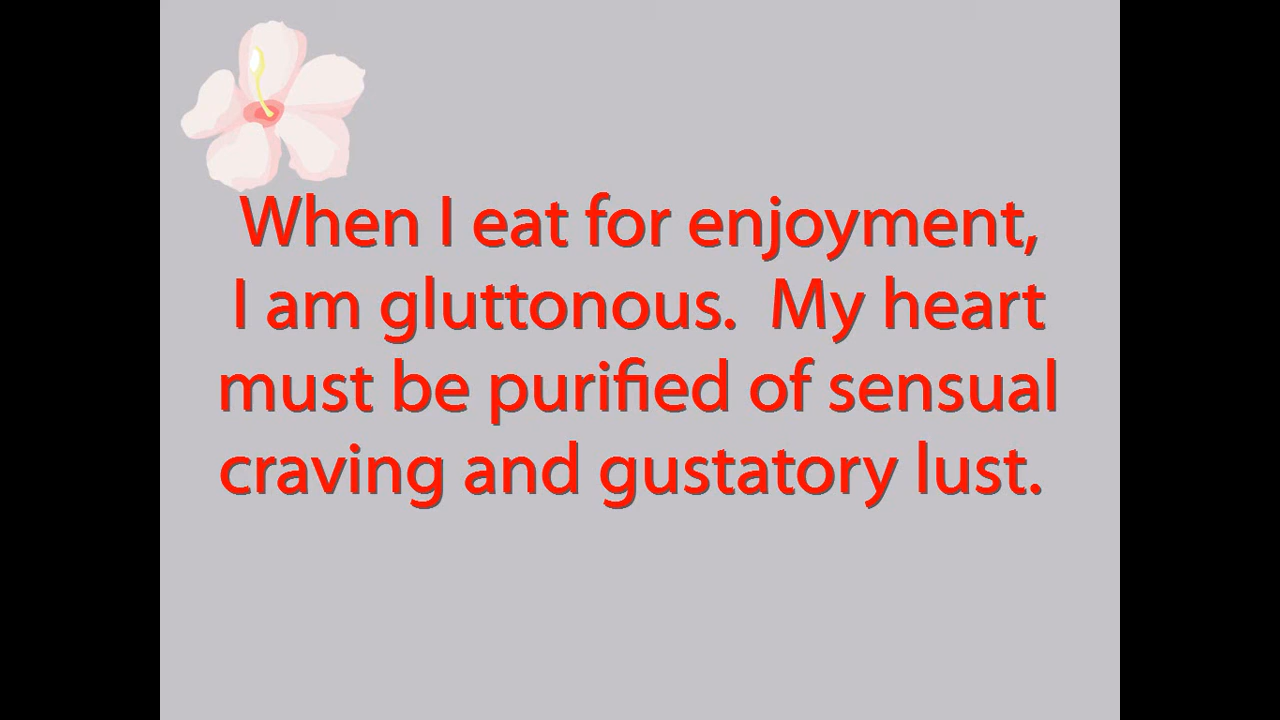 When I eat for enjoyment,
I am gluttonous.  My heart
must be purified of sensual
craving and gustatory lust.